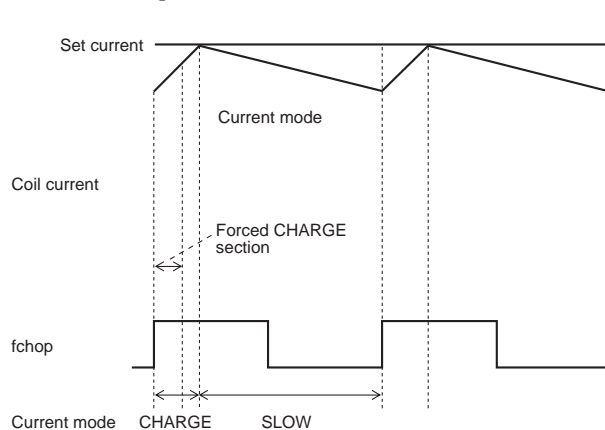 Set current
Current mode
Coil current
Forced CHARGE
section
fchop
Current mode CHARGE SLOW